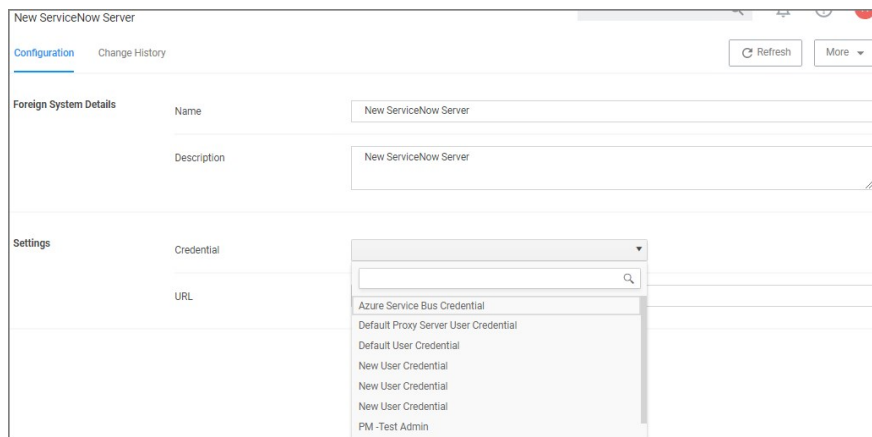 New ServiceNow Server
Configuration Change History Refresh More
Foreign System Details Name New ServiceNow Server
Description New ServiceNow Server
Settings Credential
URL
Azure Service Bus Credential
Default Proxy Server User Credential
Default User Credential
New User Credential
New User Credential
New User Credential
PM -Test Admin